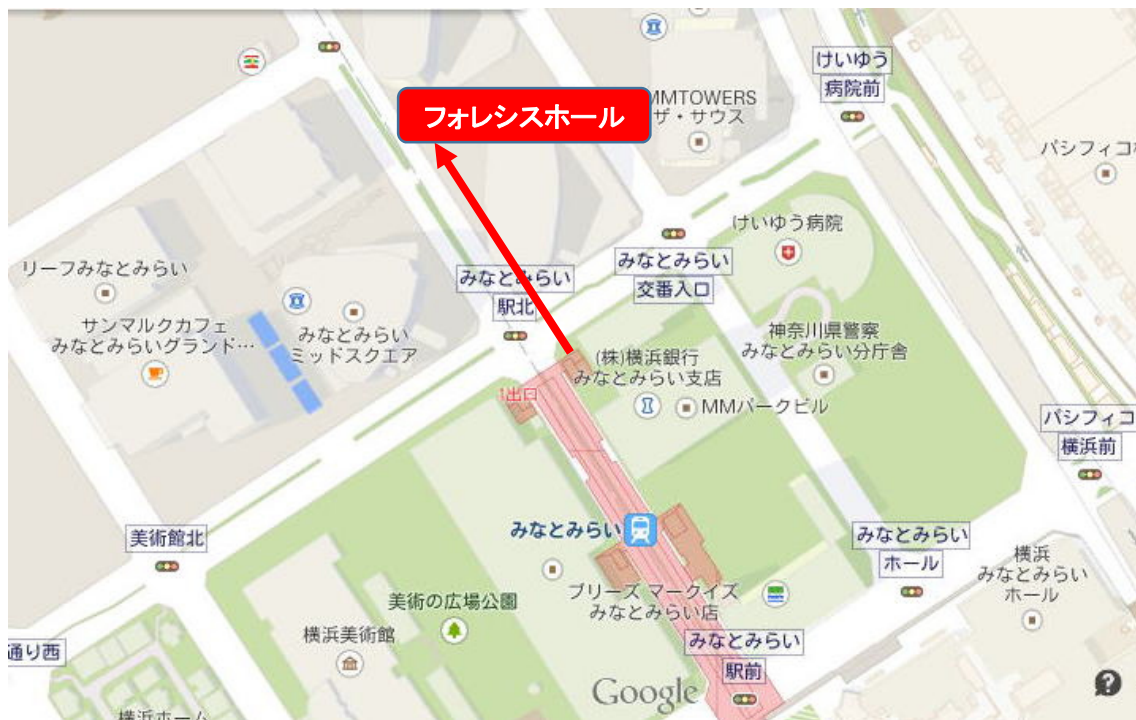 けいゆう
病院前
MMTOWERS
ザ・サウス
フォレシスホール
パシフィコ
けいゆう病院
リーフみなとみらい
みなとみらい
駅北
みなとみらい
交番入口
サンマルクカフェ
みなとみらいグランド…
みなとみらい
ミッドスクエア
(株)横浜銀行
みなとみらい支店
神奈川県警察
みなとみらい分庁舎
1出口
MMパークビル
パシフィコ
横浜前
美術館北
みなとみらい
みなとみらい
ホール
横浜
みなとみらい
ホール
ブリーズ マークイズ
みなとみらい店
美術の広場公園
横浜美術館
みなとみらい
駅前
通り西
Google
横浜ホーム